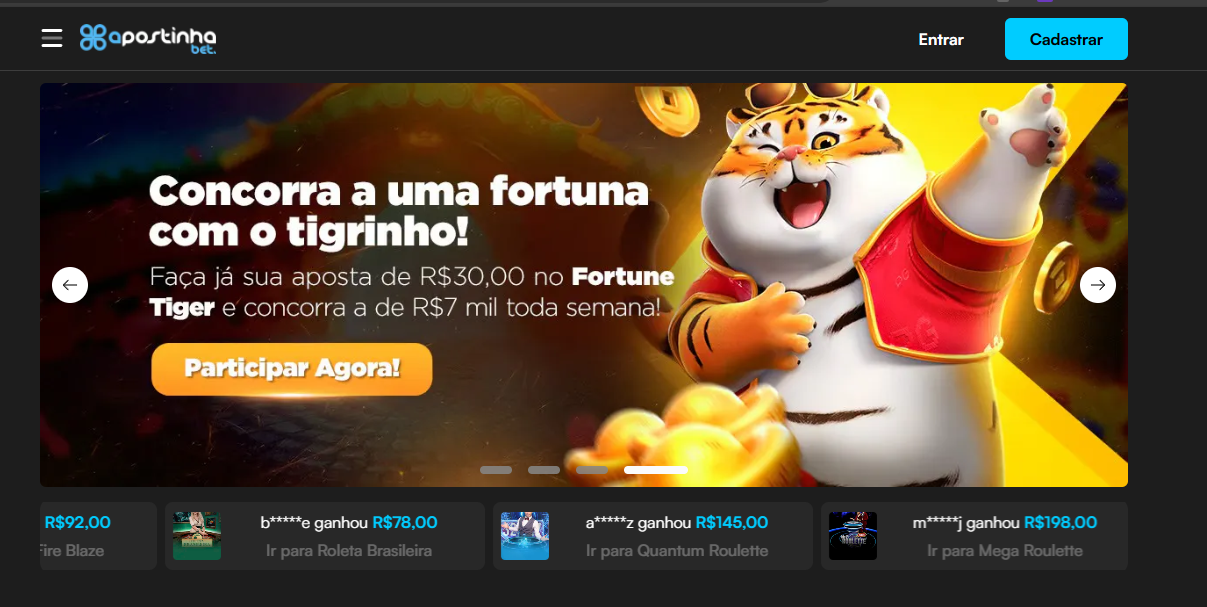 apostinha
bet.
Entrar
Cadastrar
Concorra a uma fortuna
com o tigrinho!
Faça já sua aposta de R$30,00 no Fortune
Tiger e concorra a de R$7 mil toda semana!
Participar Agora!
R$92,00
Fire Blaze
b*****e ganhou R$78,00
Ir para Roleta Brasileira
a*****z ganhou R$145,00
Ir para Quantum Roulette
m*****j ganhou R$198,00
Ir para Mega Roulette